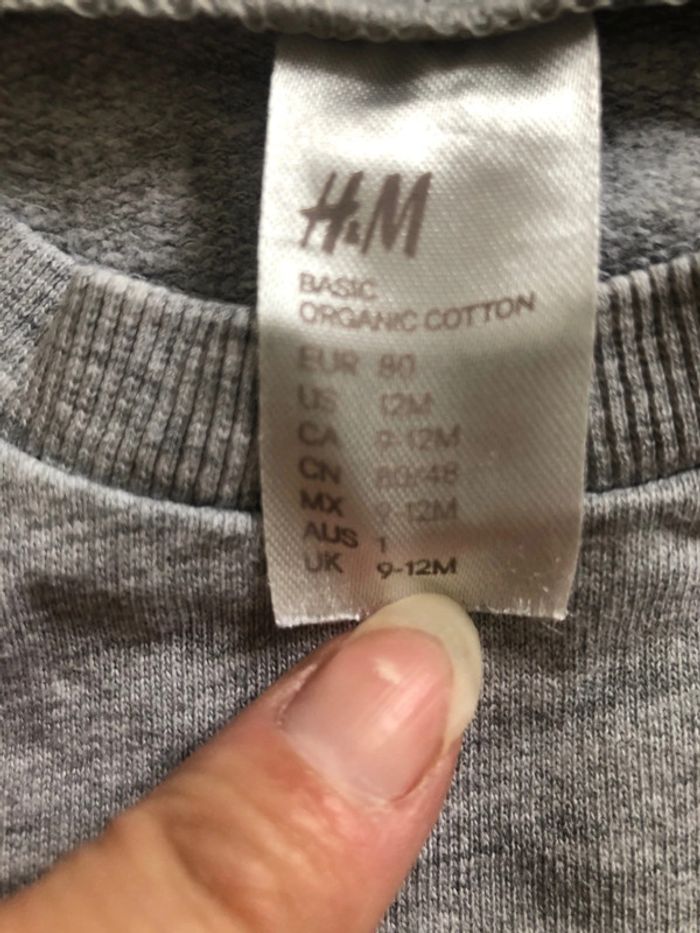 H&M
BASIC
ORGANIC COTTON
EUR 80
US 12M
CA 9-12M
CN 80/48
MX 9-12M
AUS 1
UK 9-12M